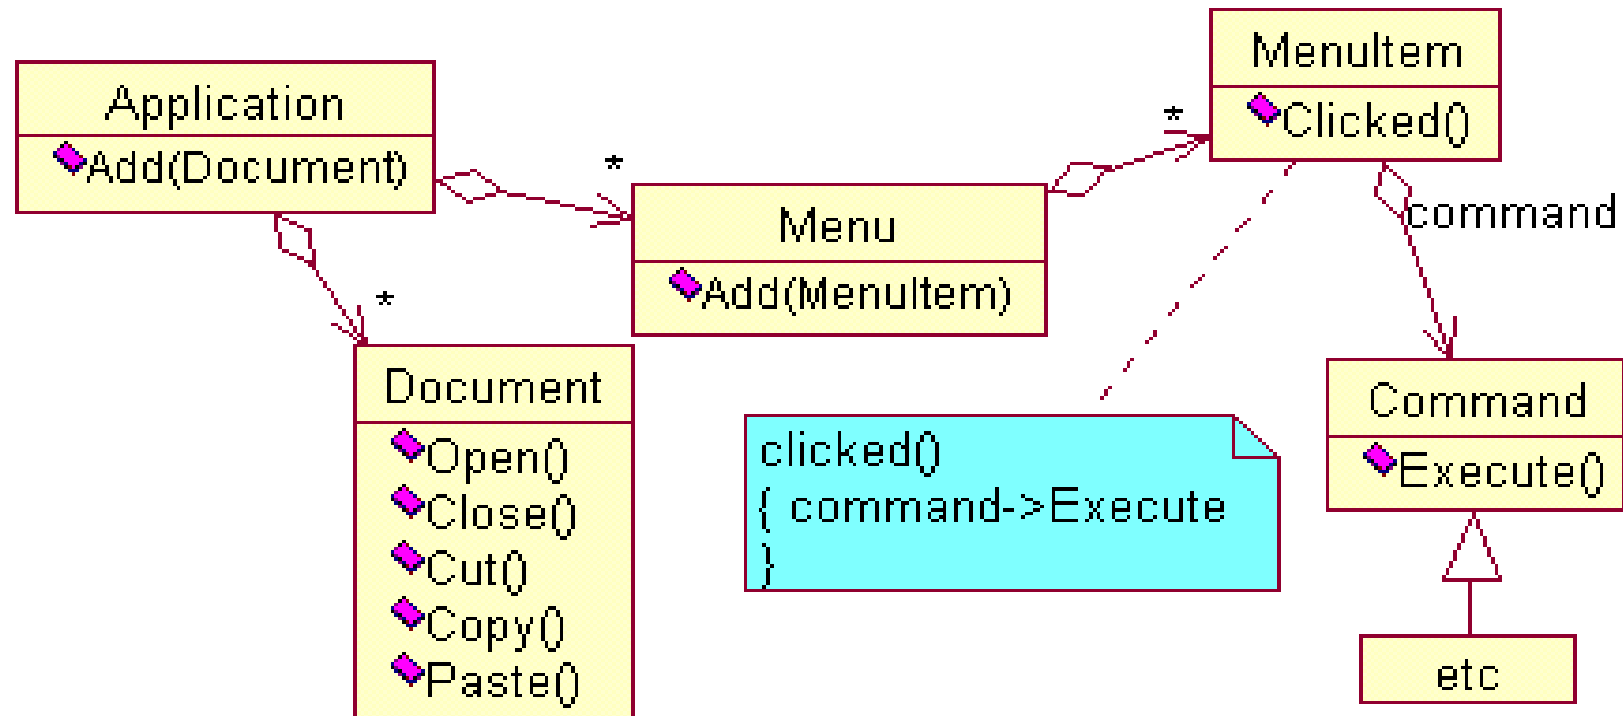 Application
Add(Document)
*
*
Menu
Add(MenuItem)
*
MenuItem
Clicked()
command
Document
Open()
Close()
Cut()
Copy()
Paste()
clicked()
{ command->Execute
}
Command
Execute()
etc